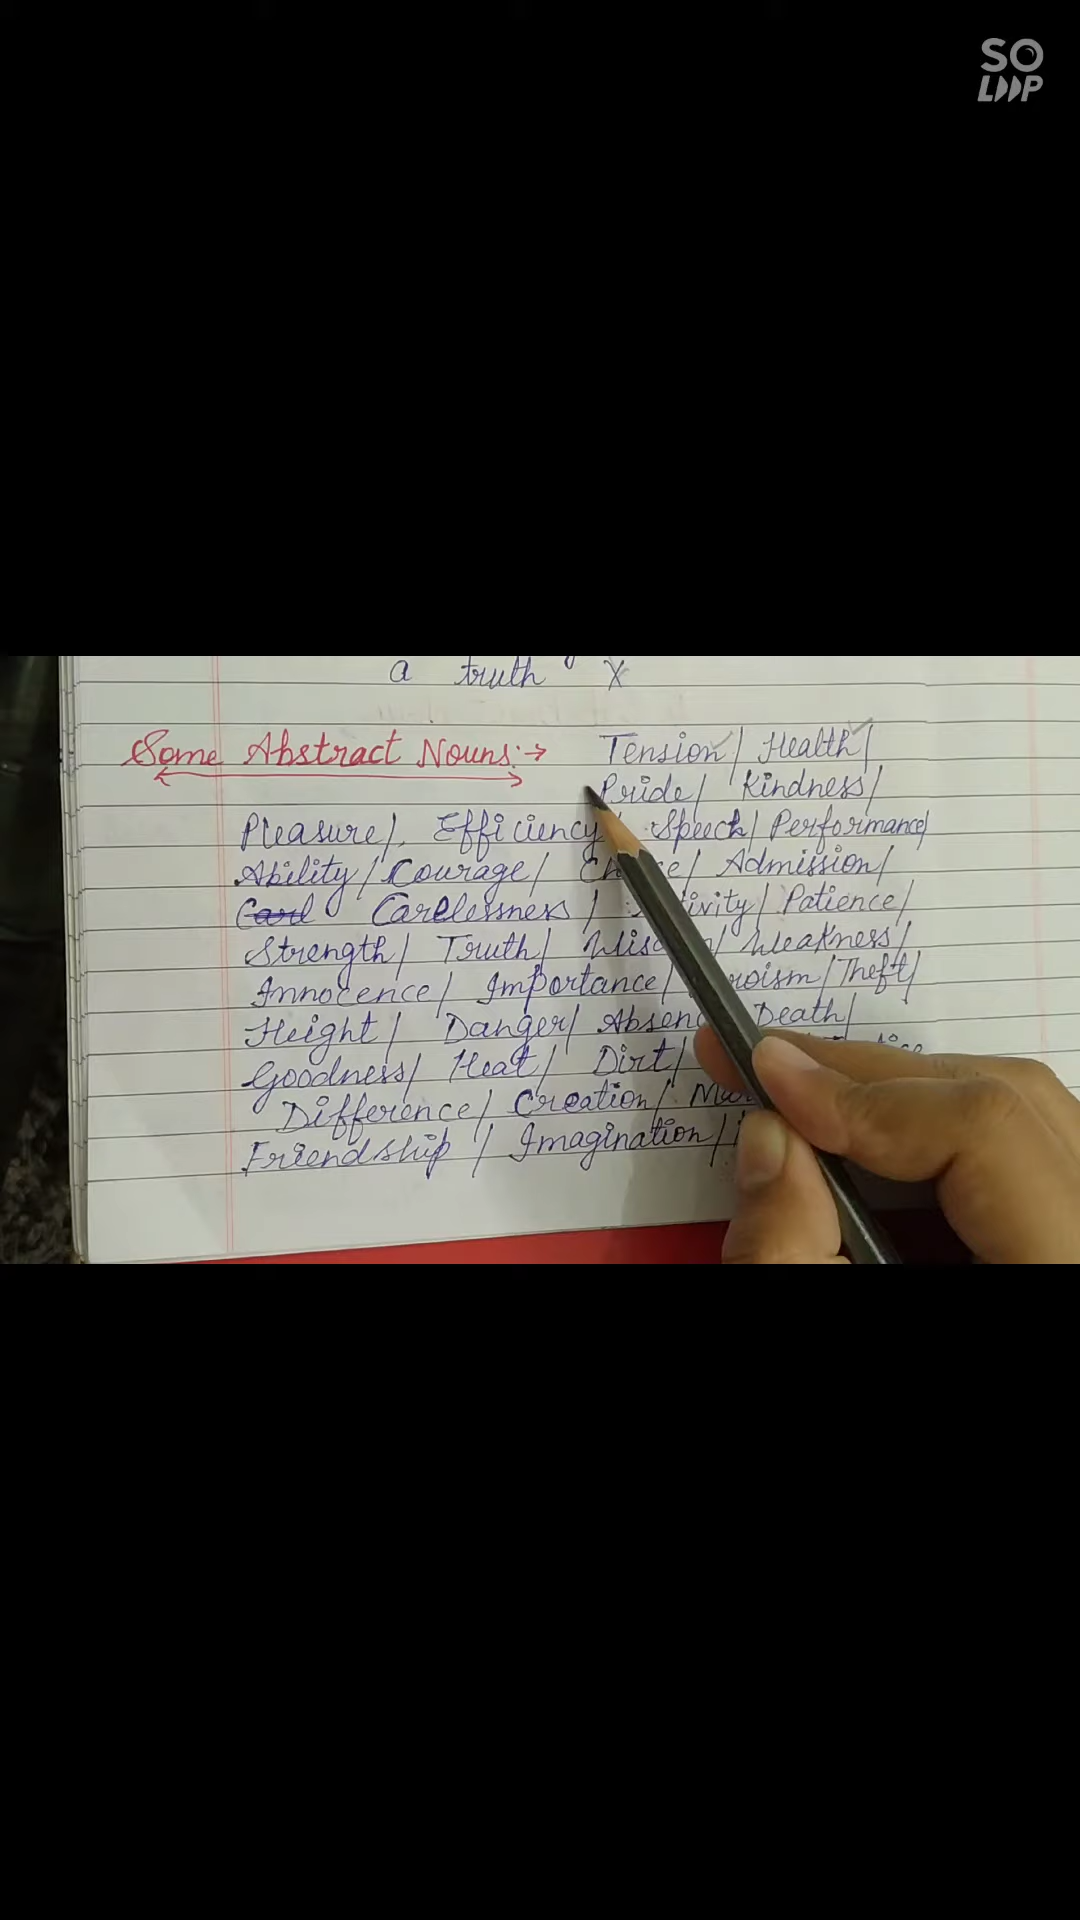 SO
LOOP
a truth X
Some Abstract Nouns:→ Tension / Health /
Pride / Kindness /
Pleasure / Efficiency / Speech / Performance /
Ability / Courage / Admission /
Carelessness / Patience /
Strength / Truth / Weakness /
Innocence / Importance / Theft /
Height / Danger / Death /
Goodness / Heat / Dirt /
Difference / Creation /
Friendship / Imagination /